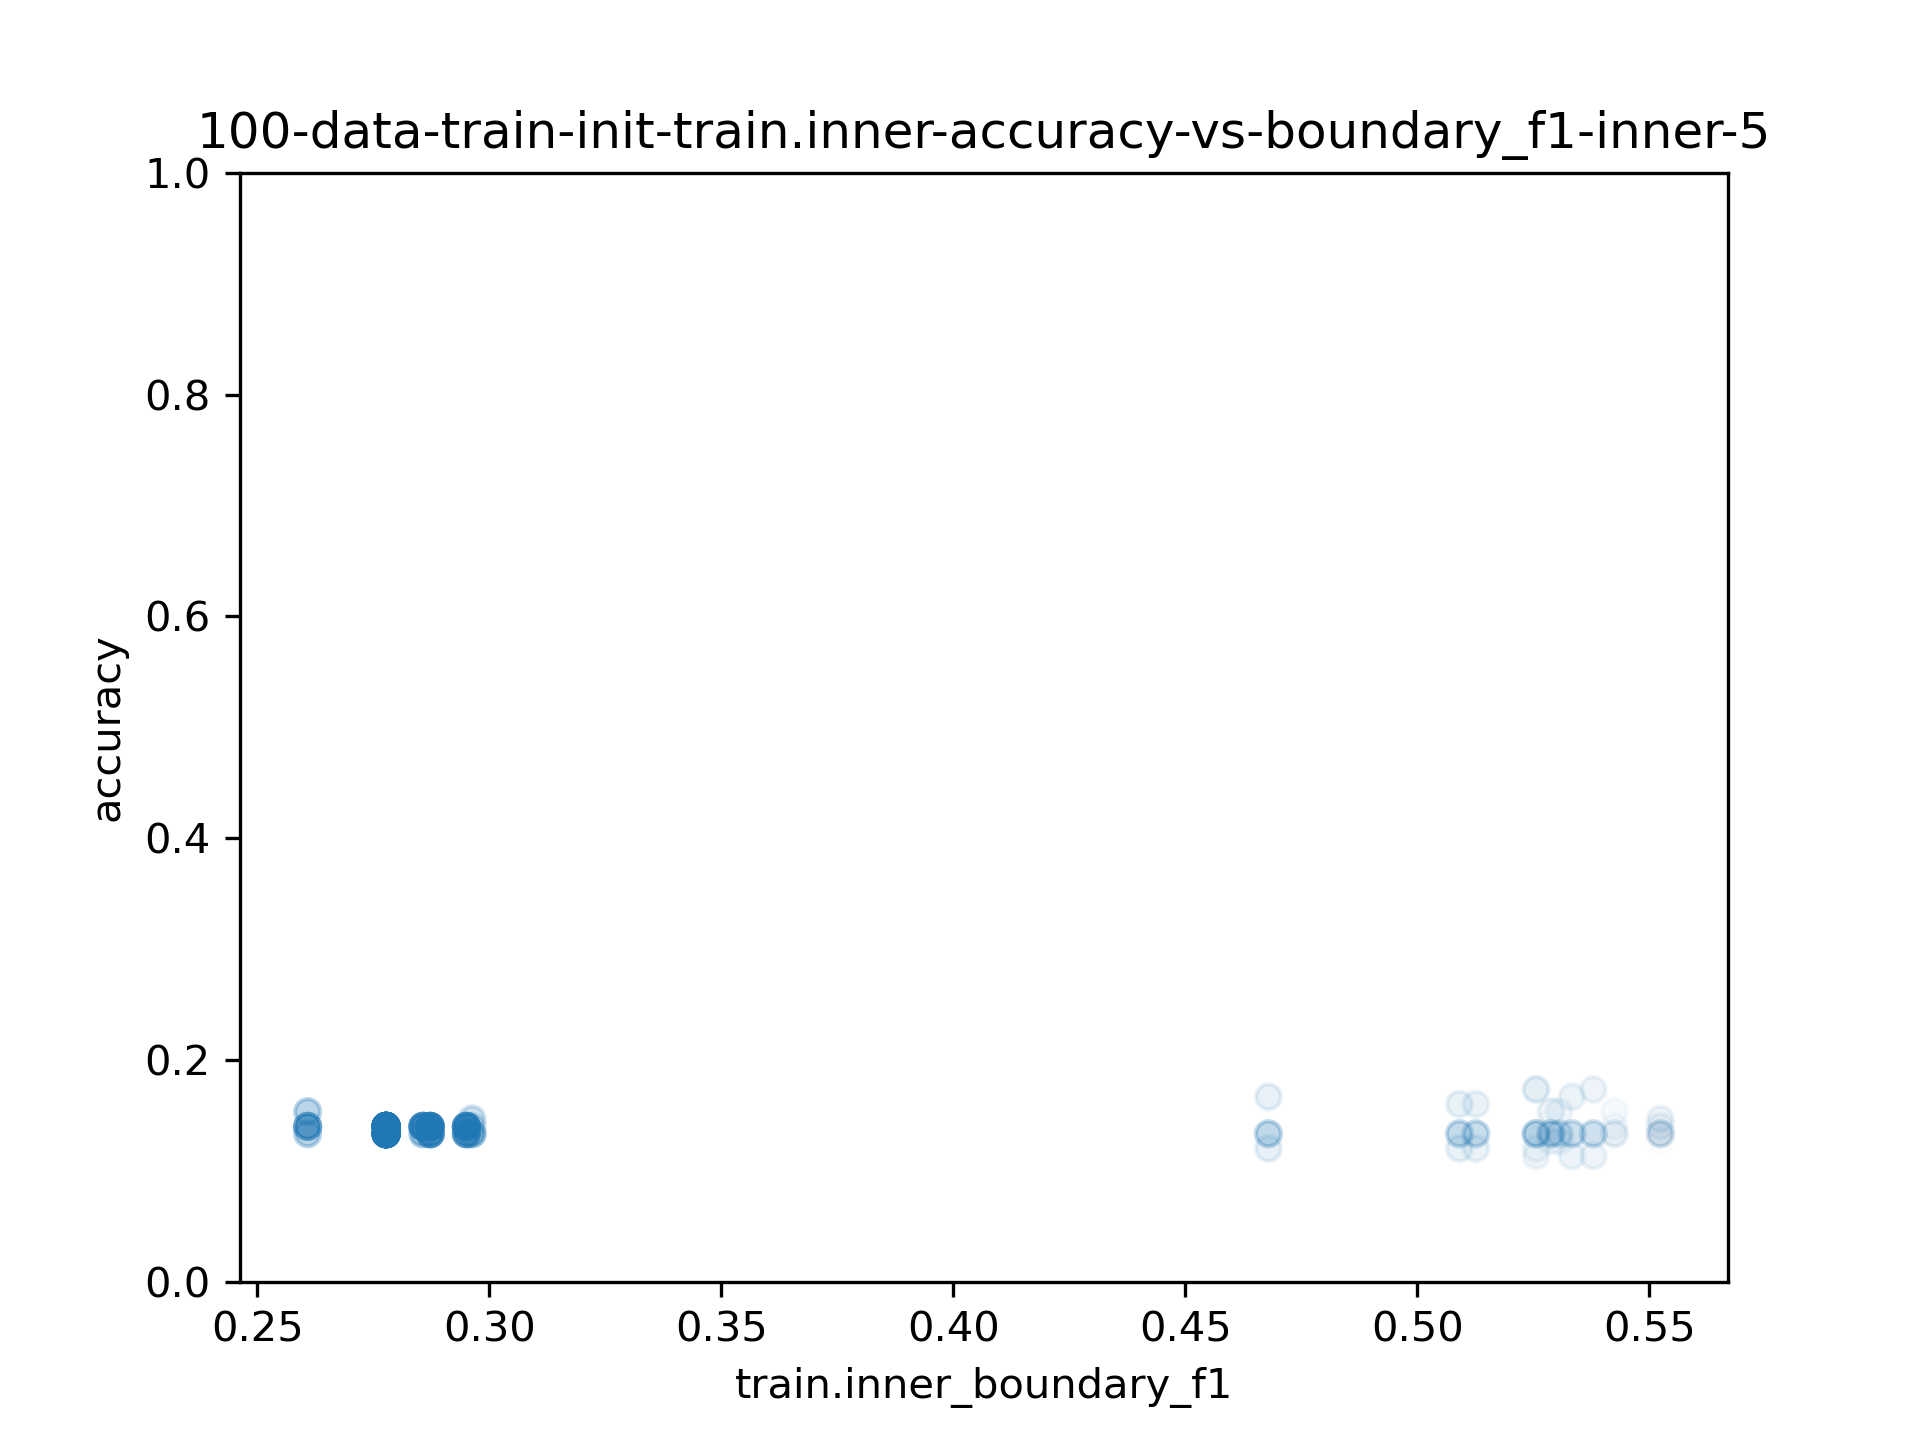 100-data-train-init-train.inner-accuracy-vs-boundary_f1-inner-5
1.0
0.8
0.6
0.4
0.2
0.0
accuracy
0.25 0.30 0.35 0.40 0.45 0.50 0.55
train.inner_boundary_f1